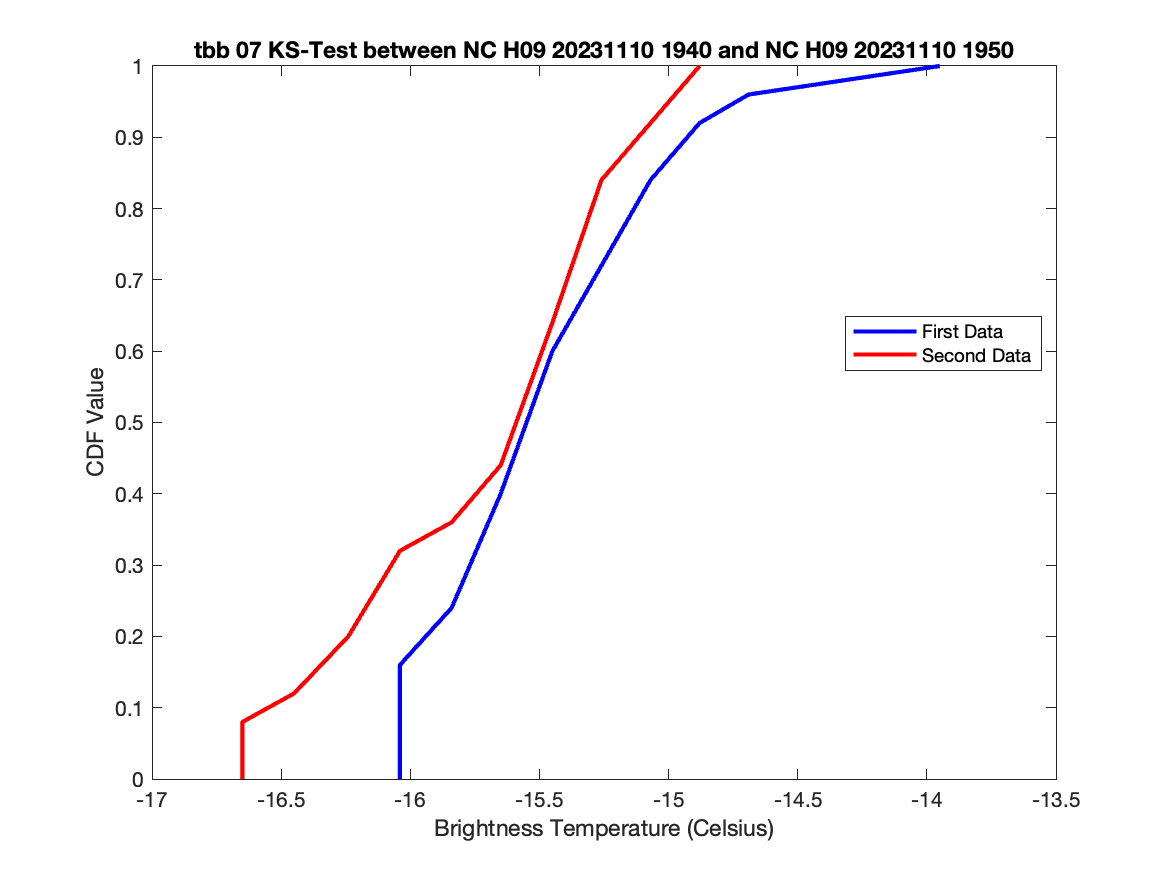 tbb 07 KS-Test between NC H09 20231110 1940 and NC H09 20231110 1950
1
0.9
0.8
0.7
0.6
0.5
0.4
0.3
0.2
0.1
0
CDF Value
First Data
Second Data
-17 -16.5 -16 -15.5 -15 -14.5 -14 -13.5
Brightness Temperature (Celsius)